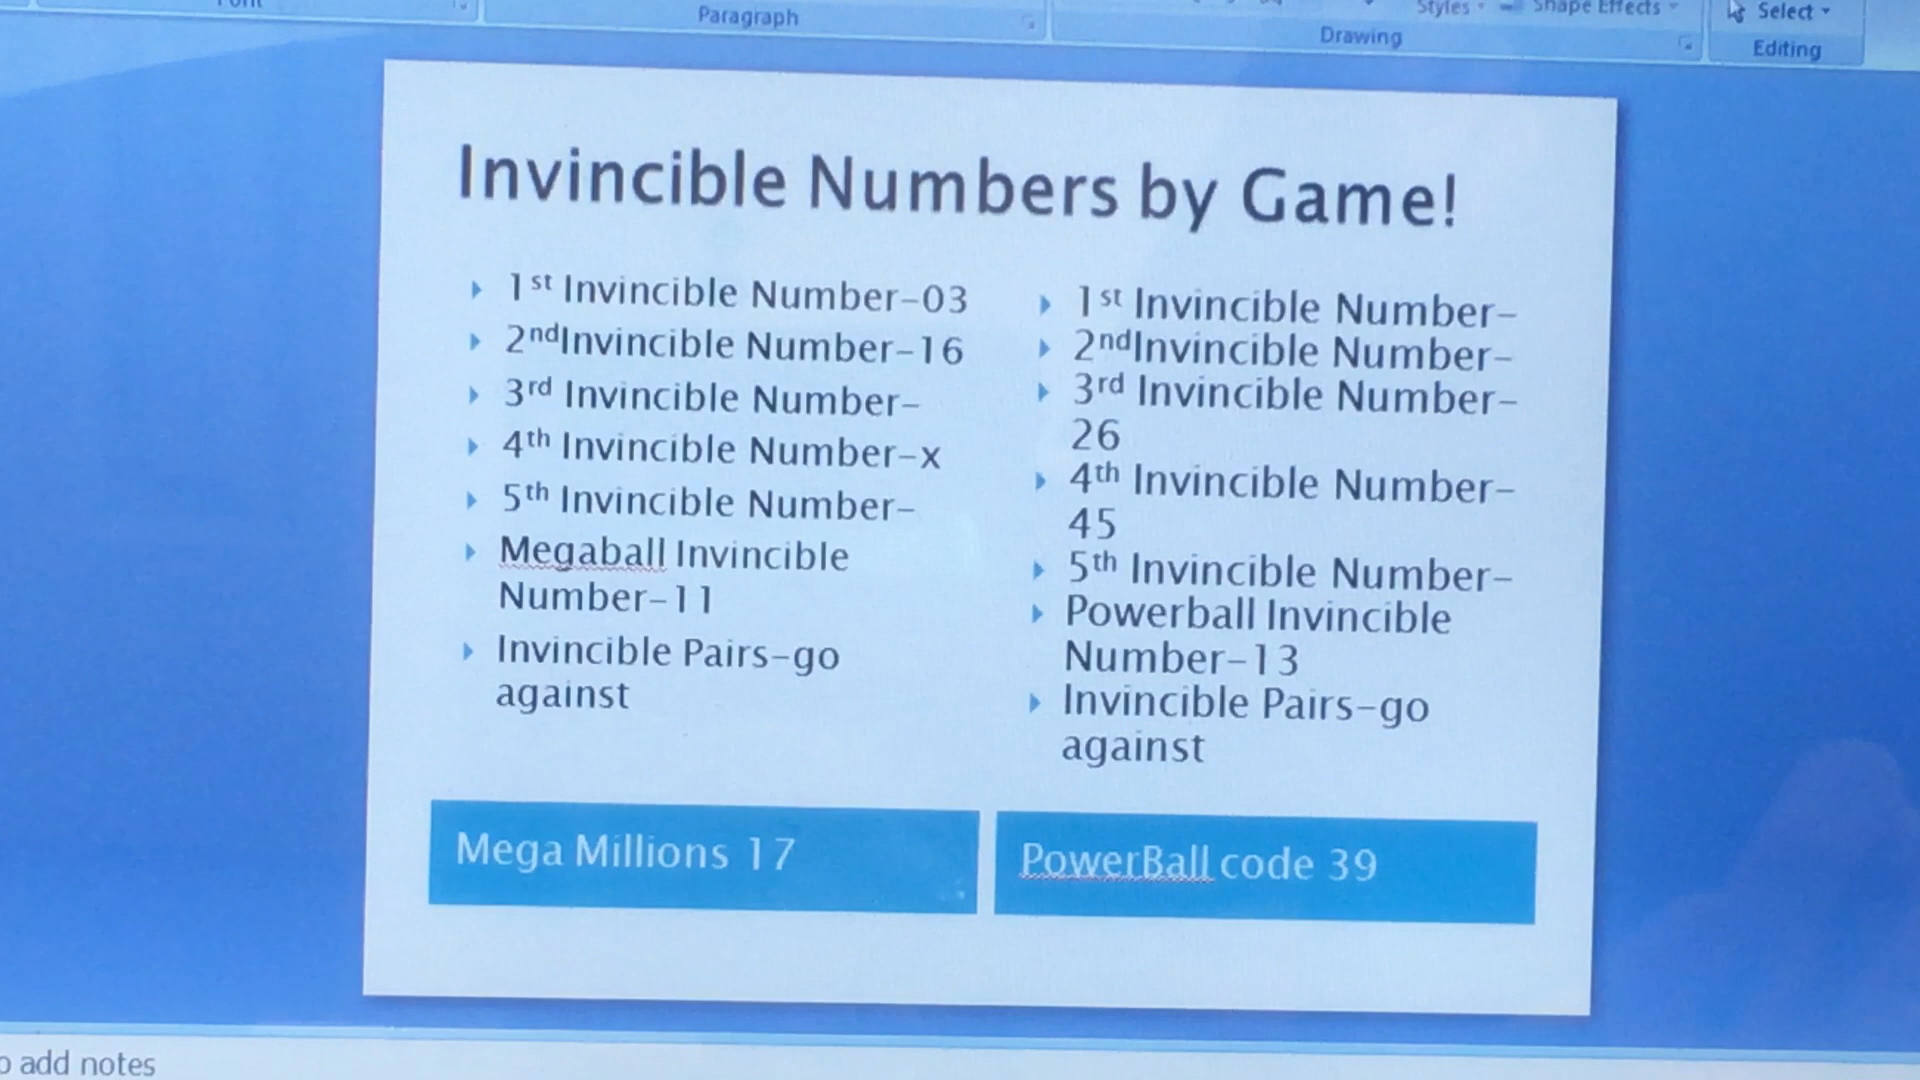 Paragraph
Styles
Shape Effects
Select
Drawing
Editing
Invincible Numbers by Game!
1st Invincible Number-03
2ndInvincible Number-16
3rd Invincible Number-
4th Invincible Number-x
5th Invincible Number-
Megaball Invincible
Number-11
Invincible Pairs-go
against
1st Invincible Number-
2ndInvincible Number-
3rd Invincible Number-
26
4th Invincible Number-
45
5th Invincible Number-
Powerball Invincible
Number-13
Invincible Pairs-go
against
Mega Millions 17
PowerBall code 39
add notes